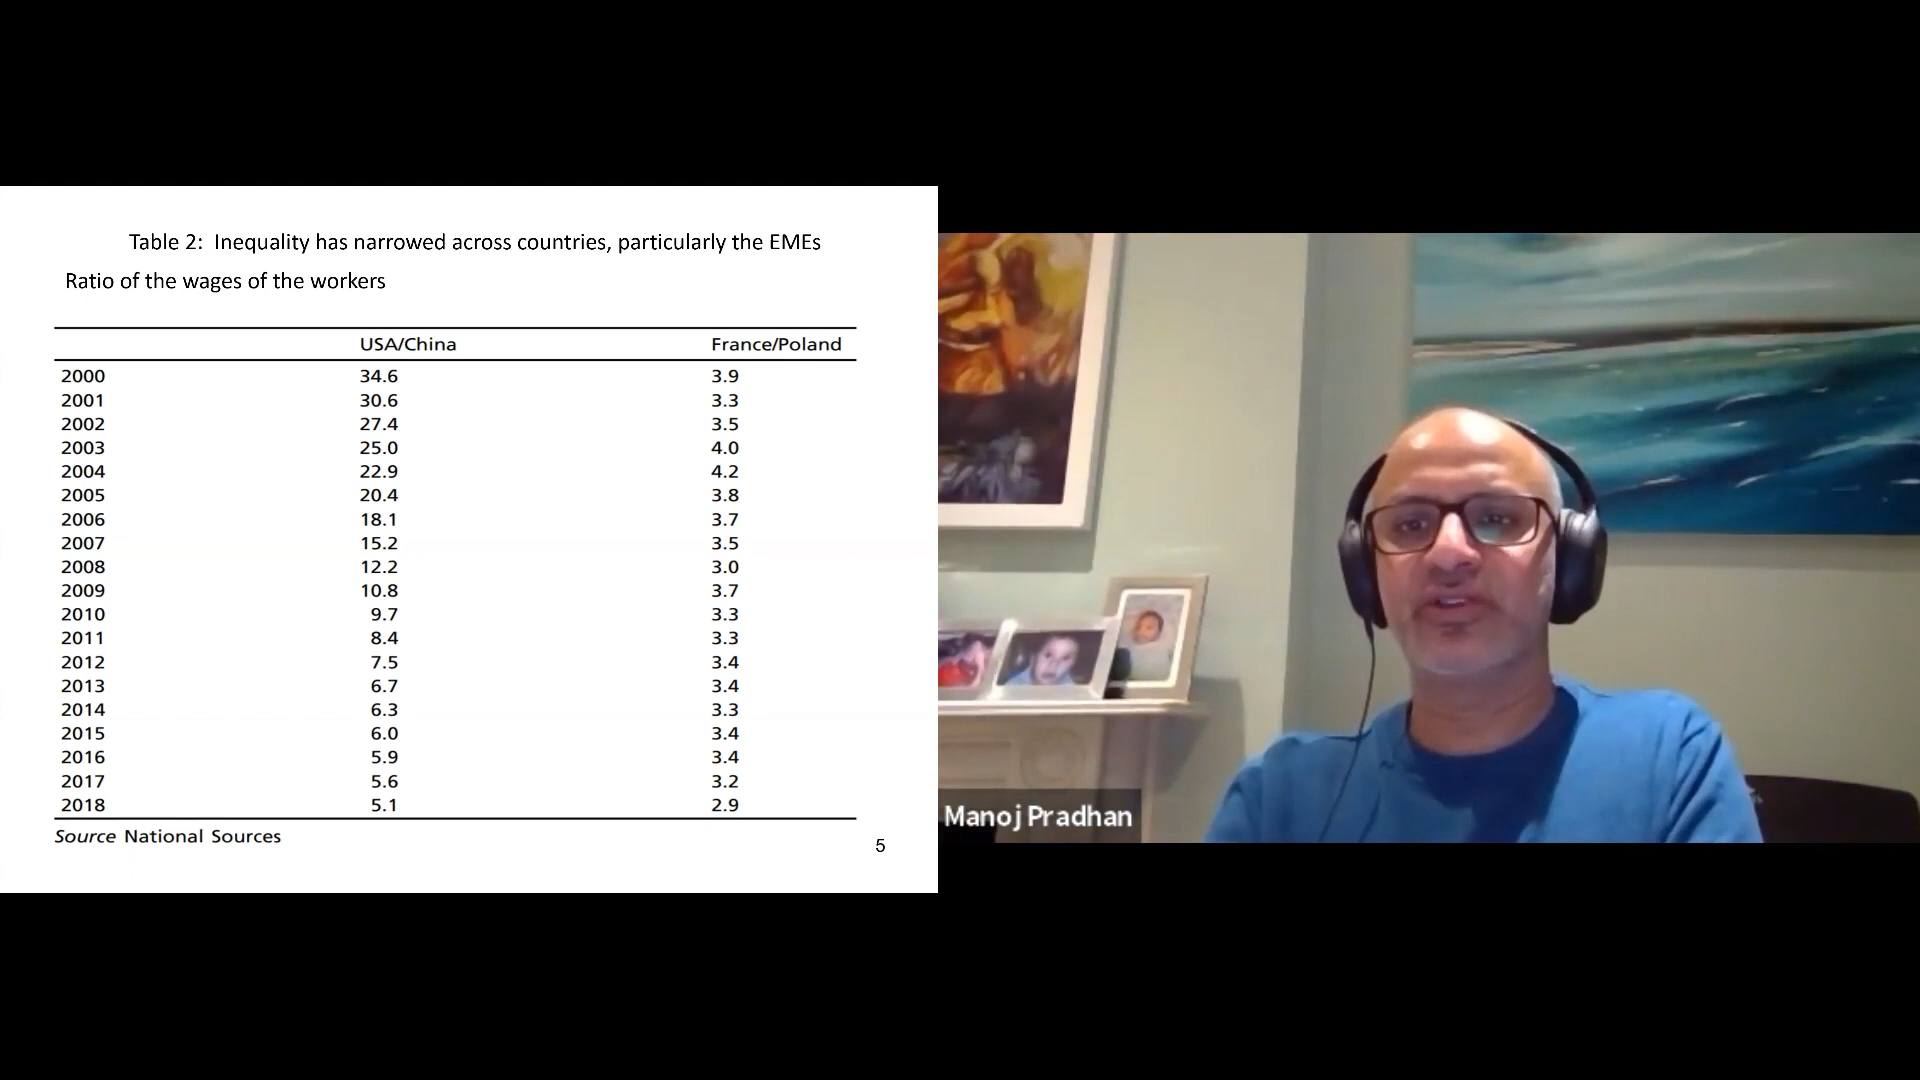 Table 2: Inequality has narrowed across countries, particularly the EMEs
Ratio of the wages of the workers
USA/China France/Poland
2000 34.6 3.9
2001 30.6 3.3
2002 27.4 3.5
2003 25.0 4.0
2004 22.9 4.2
2005 20.4 3.8
2006 18.1 3.7
2007 15.2 3.5
2008 12.2 3.0
2009 10.8 3.7
2010 9.7 3.3
2011 8.4 3.3
2012 7.5 3.4
2013 6.7 3.4
2014 6.3 3.3
2015 6.0 3.4
2016 5.9 3.4
2017 5.6 3.2
2018 5.1 2.9
Source National Sources
5
Manoj Pradhan